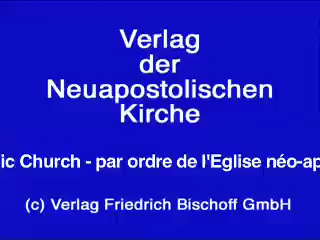 Verlag
der
Neuapostolischen
Kirche
ic Church - par ordre de l'Eglise néo-ap
(c) Verlag Friedrich Bischoff GmbH